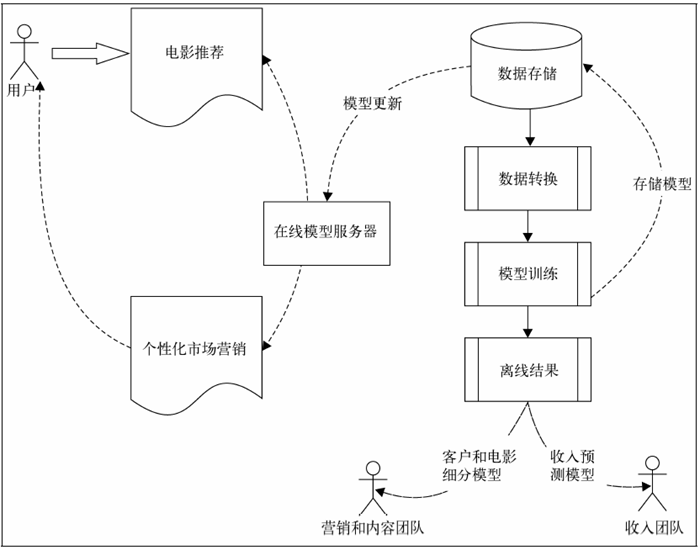 电影推荐
用户
数据存储
模型更新
数据转换
存储模型
在线模型服务器
模型训练
个性化市场营销
离线结果
客户和电影
细分模型
收入预
测模型
营销和内容团队
收入团队